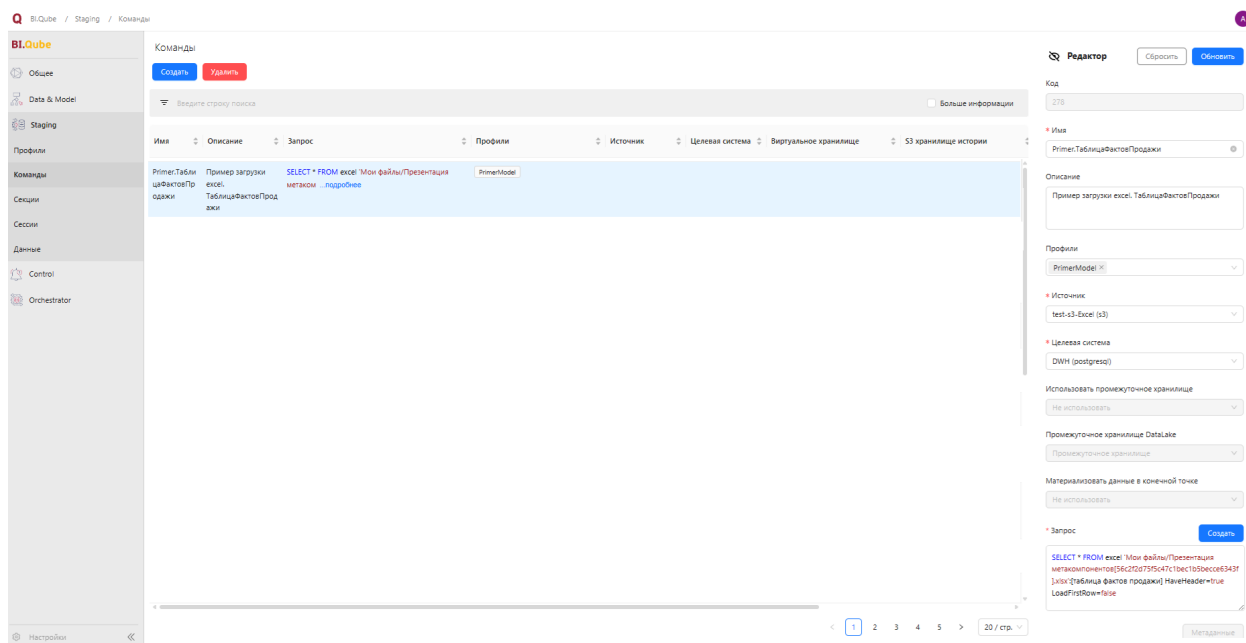 BI.Qube / Staging / Команды
A
BI.Qube
Общее
Data & Model
Staging
Профили
Команды
Секции
Сессии
Данные
Control
Orchestrator
Настройки
Команды
Создать Удалить
Введите строку поиска Больше информации
Имя Описание Запрос Профили Источник Целевая система Виртуальное хранилище S3 хранилище истории
Primer.Табли Пример загрузки SELECT * FROM excel `Мои файлы/Презентация PrimerModel
цаФактовПр excel. метаком ...подробнее
одажи ТаблицаФактовПрод
ажи
< 1 2 3 4 5 > 20 / стр.
Редактор Сбросить Обновить
Код
278
* Имя
Primer.ТаблицаФактовПродажи
Описание
Пример загрузки excel. ТаблицаФактовПродажи
Профили
PrimerModel ×
* Источник
test-s3-Excel (s3)
* Целевая система
DWH (postgresql)
Использовать промежуточное хранилище
Не использовать
Промежуточное хранилище DataLake
Промежуточное хранилище
Материализовать данные в конечной точке
Не использовать
* Запрос Создать
SELECT * FROM excel `Мои файлы/Презентация
метакомпонентов[56c2f2d75f5c47c1bec1b5becce6343f
].xlsx`:[таблица фактов продажи] HaveHeader=true
LoadFirstRow=false
Метаданные